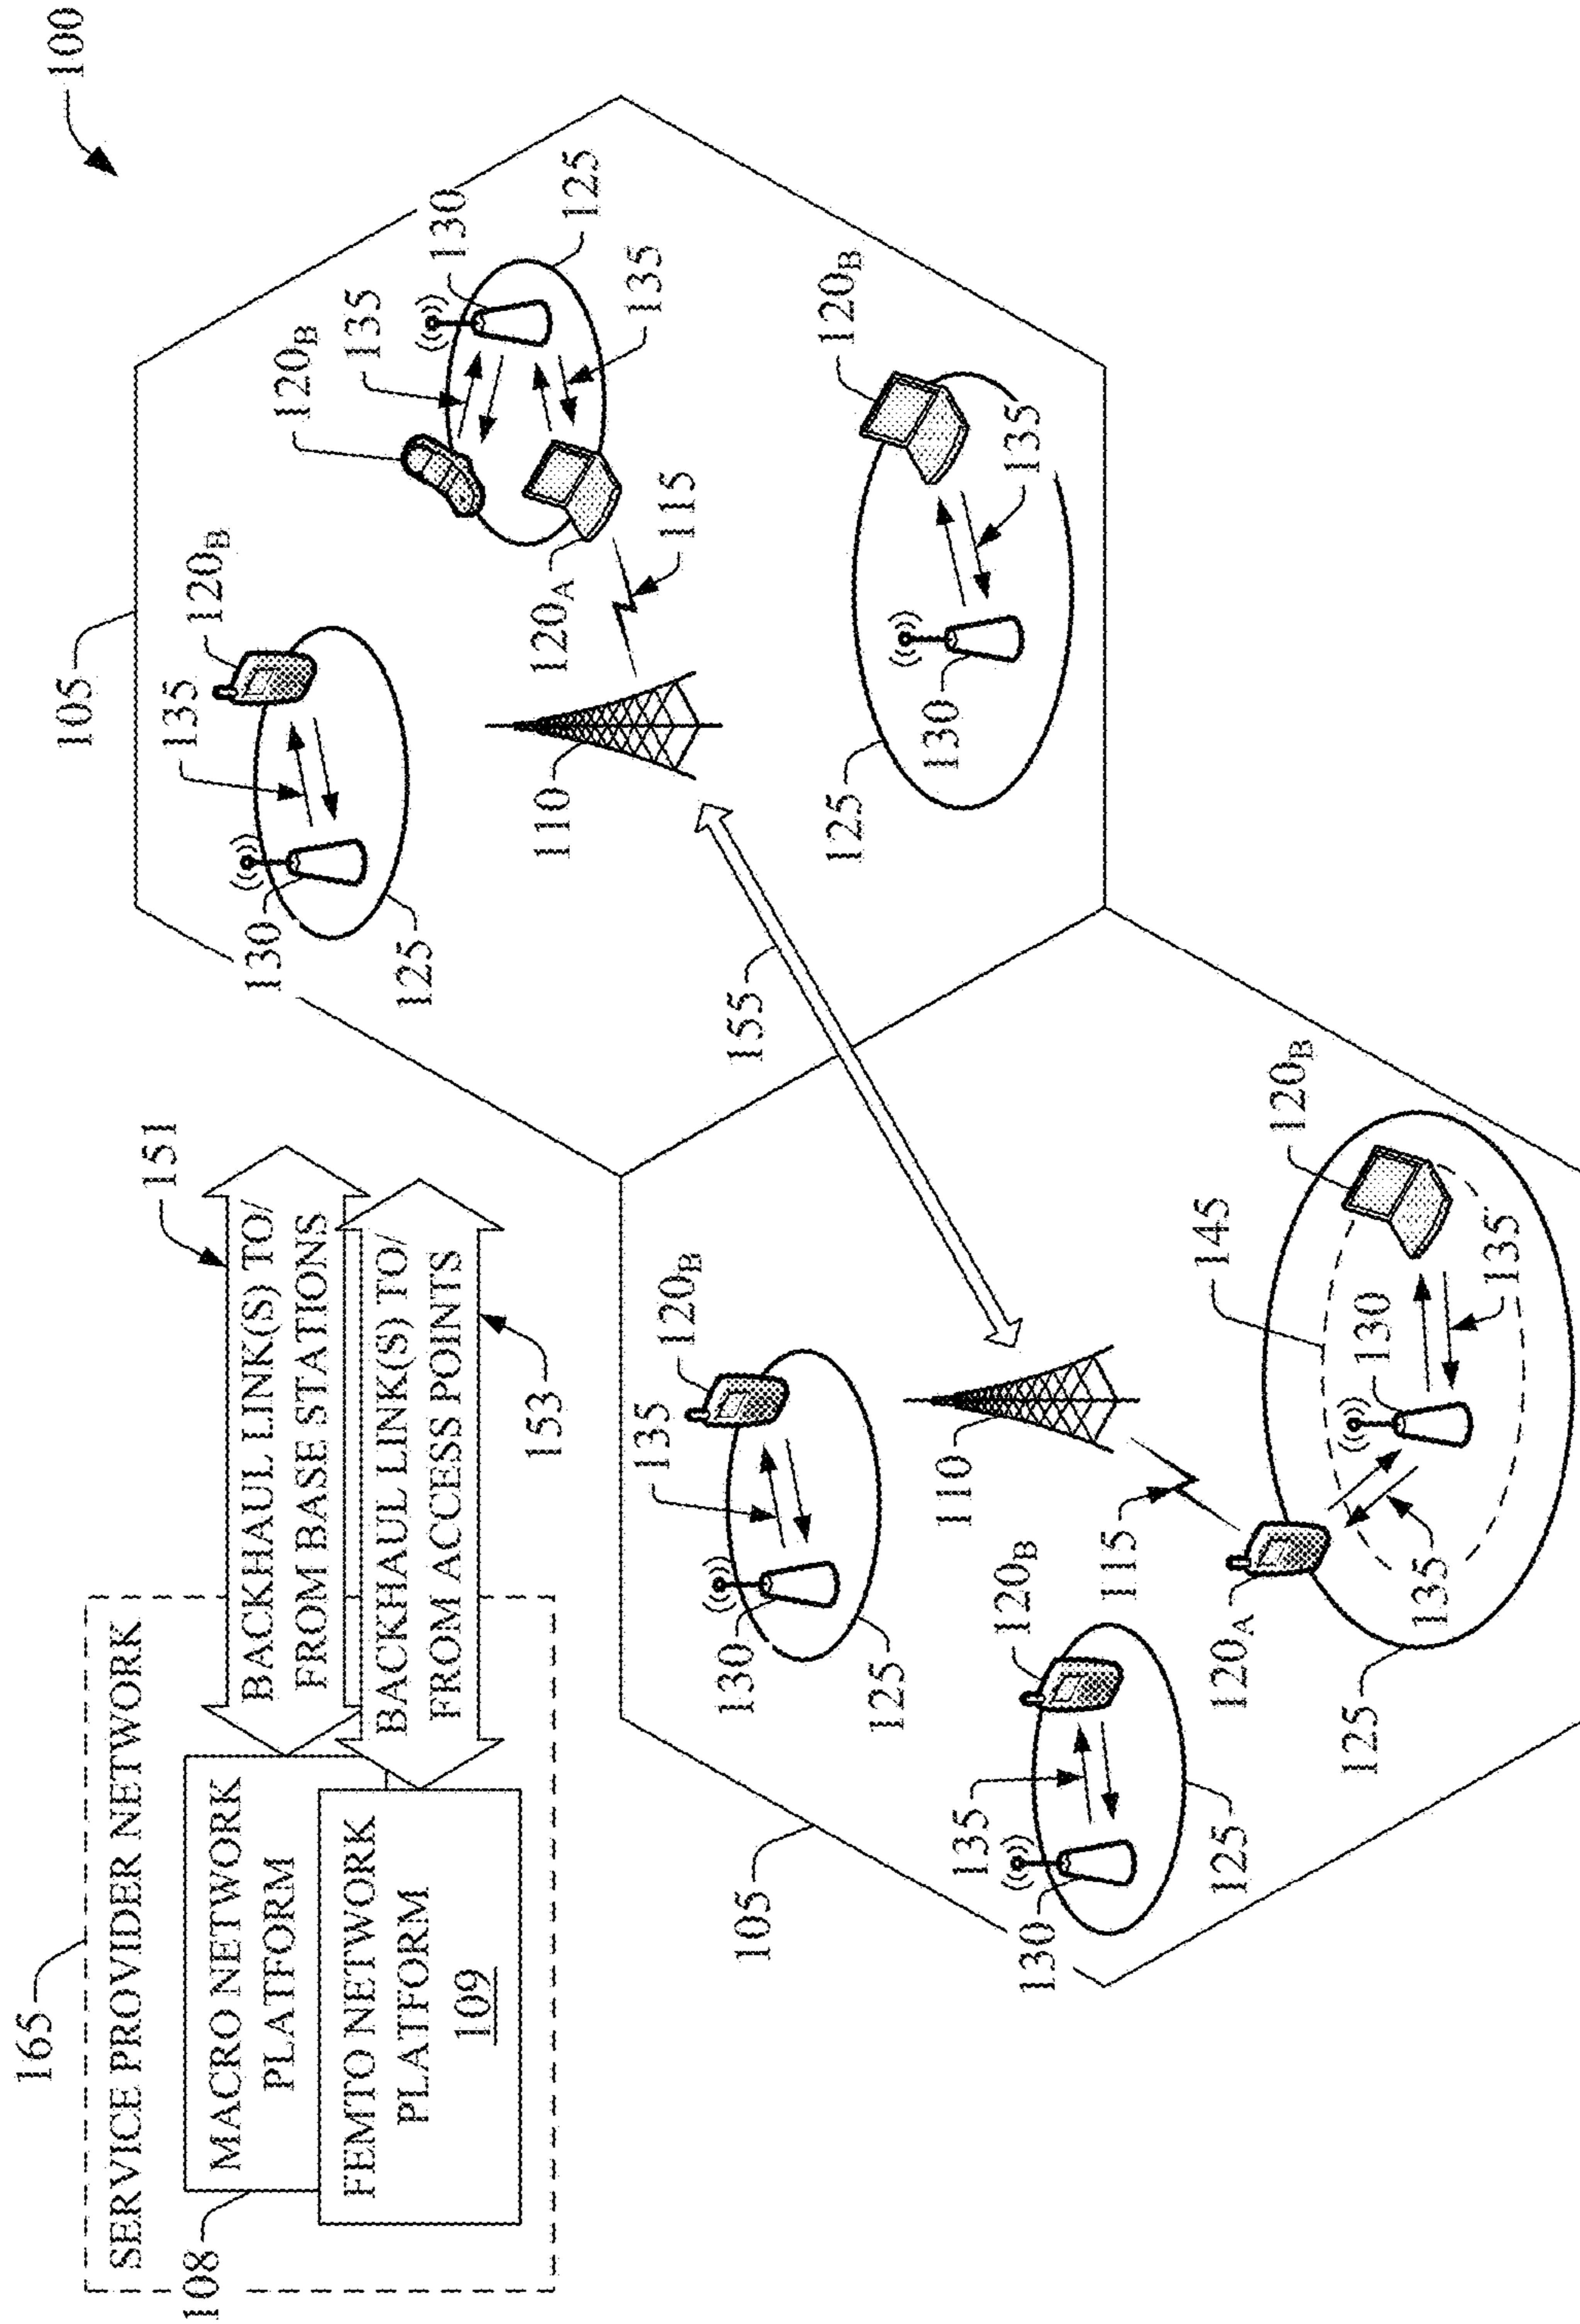 100
165
SERVICE PROVIDER NETWORK
108
MACRO NETWORK
PLATFORM
FEMTO NETWORK
PLATFORM
109
BACKHAUL LINK(S) TO/
FROM BASE STATIONS
151
BACKHAUL LINK(S) TO/
FROM ACCESS POINTS
153
105
130
135
120B
125
120B
135
130
125
135
120A
115
110
155
125
130
135
120B
105
130
135
120B
125
110
115
130
135
120B
125
120A
125
135
145
130
135
120B